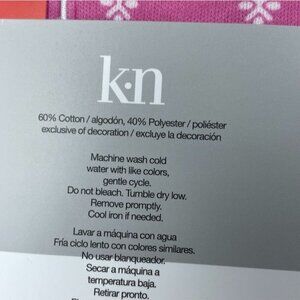 k·n
60% Cotton / algodón, 40% Polyester / poliéster
exclusive of decoration / excluye la decoración
Machine wash cold
water with like colors,
gentle cycle.
Do not bleach. Tumble dry low.
Remove promptly.
Cool iron if needed.
Lavar a máquina con agua
Fría ciclo lento con colores similares.
No usar blanqueador.
Secar a máquina a
temperatura baja.
Retirar pronto.